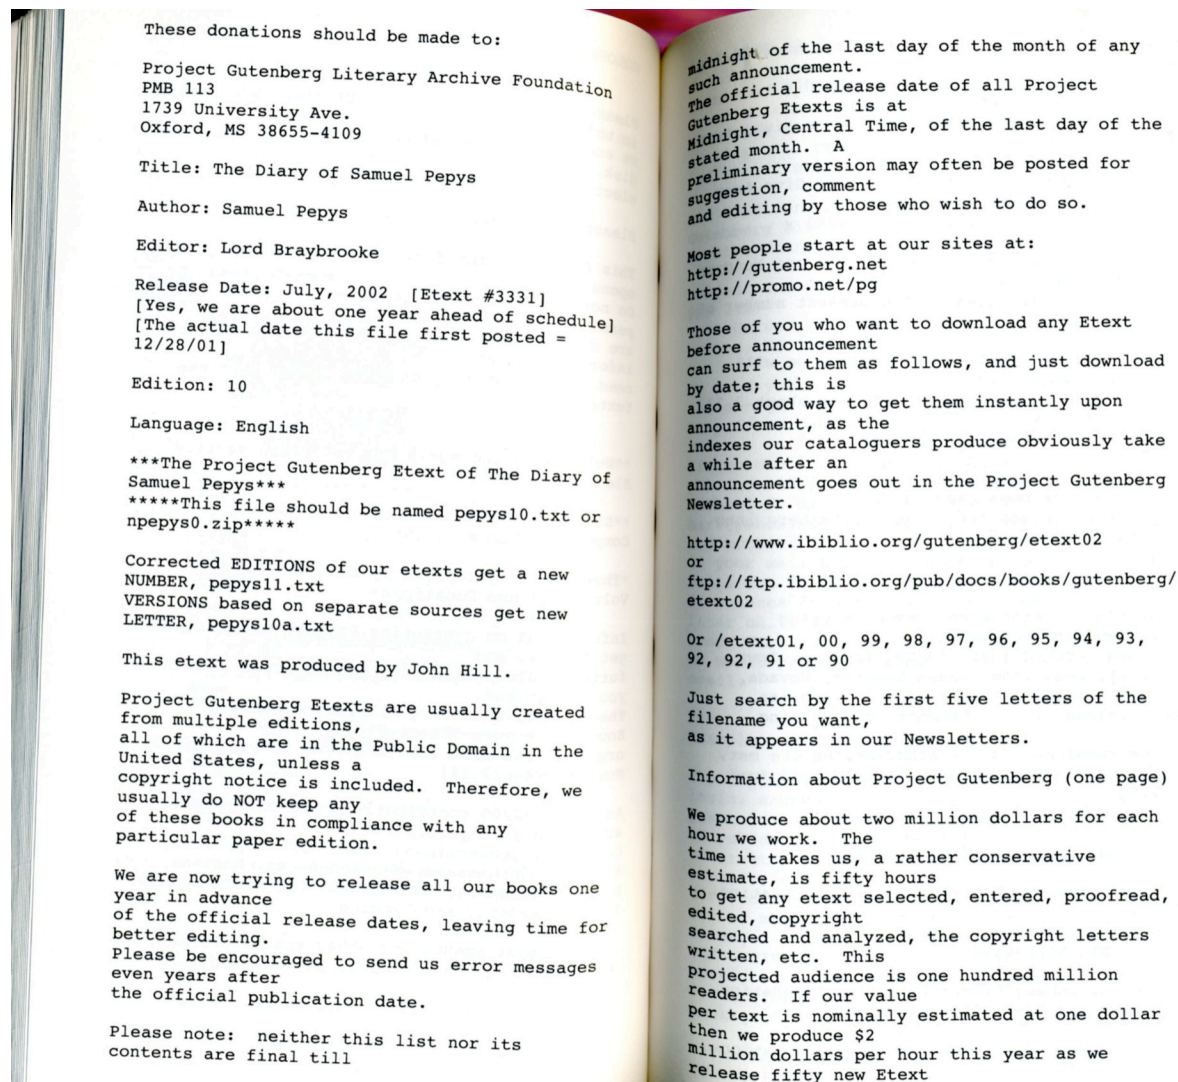 These donations should be made to:
Project Gutenberg Literary Archive Foundation
PMB 113
1739 University Ave.
Oxford, MS 38655-4109
Title: The Diary of Samuel Pepys
Author: Samuel Pepys
Editor: Lord Braybrooke
Release Date: July, 2002  [Etext #3331]
[Yes, we are about one year ahead of schedule]
[The actual date this file first posted =
12/28/01]
Edition: 10
Language: English
***The Project Gutenberg Etext of The Diary of
Samuel Pepys***
*****This file should be named pepys10.txt or
npepys0.zip*****
Corrected EDITIONS of our etexts get a new
NUMBER, pepys11.txt
VERSIONS based on separate sources get new
LETTER, pepys10a.txt
This etext was produced by John Hill.
Project Gutenberg Etexts are usually created
from multiple editions,
all of which are in the Public Domain in the
United States, unless a
copyright notice is included.  Therefore, we
usually do NOT keep any
of these books in compliance with any
particular paper edition.
We are now trying to release all our books one
year in advance
of the official release dates, leaving time for
better editing.
Please be encouraged to send us error messages
even years after
the official publication date.
Please note:  neither this list nor its
contents are final till
midnight of the last day of the month of any
such announcement.
The official release date of all Project
Gutenberg Etexts is at
Midnight, Central Time, of the last day of the
stated month.  A
preliminary version may often be posted for
suggestion, comment
and editing by those who wish to do so.
Most people start at our sites at:
http://gutenberg.net
http://promo.net/pg
Those of you who want to download any Etext
before announcement
can surf to them as follows, and just download
by date; this is
also a good way to get them instantly upon
announcement, as the
indexes our cataloguers produce obviously take
a while after an
announcement goes out in the Project Gutenberg
Newsletter.
http://www.ibiblio.org/gutenberg/etext02
or
ftp://ftp.ibiblio.org/pub/docs/books/gutenberg/
etext02
Or /etext01, 00, 99, 98, 97, 96, 95, 94, 93,
92, 92, 91 or 90
Just search by the first five letters of the
filename you want,
as it appears in our Newsletters.
Information about Project Gutenberg (one page)
We produce about two million dollars for each
hour we work.  The
time it takes us, a rather conservative
estimate, is fifty hours
to get any etext selected, entered, proofread,
edited, copyright
searched and analyzed, the copyright letters
written, etc.  This
projected audience is one hundred million
readers.  If our value
per text is nominally estimated at one dollar
then we produce $2
million dollars per hour this year as we
release fifty new Etext